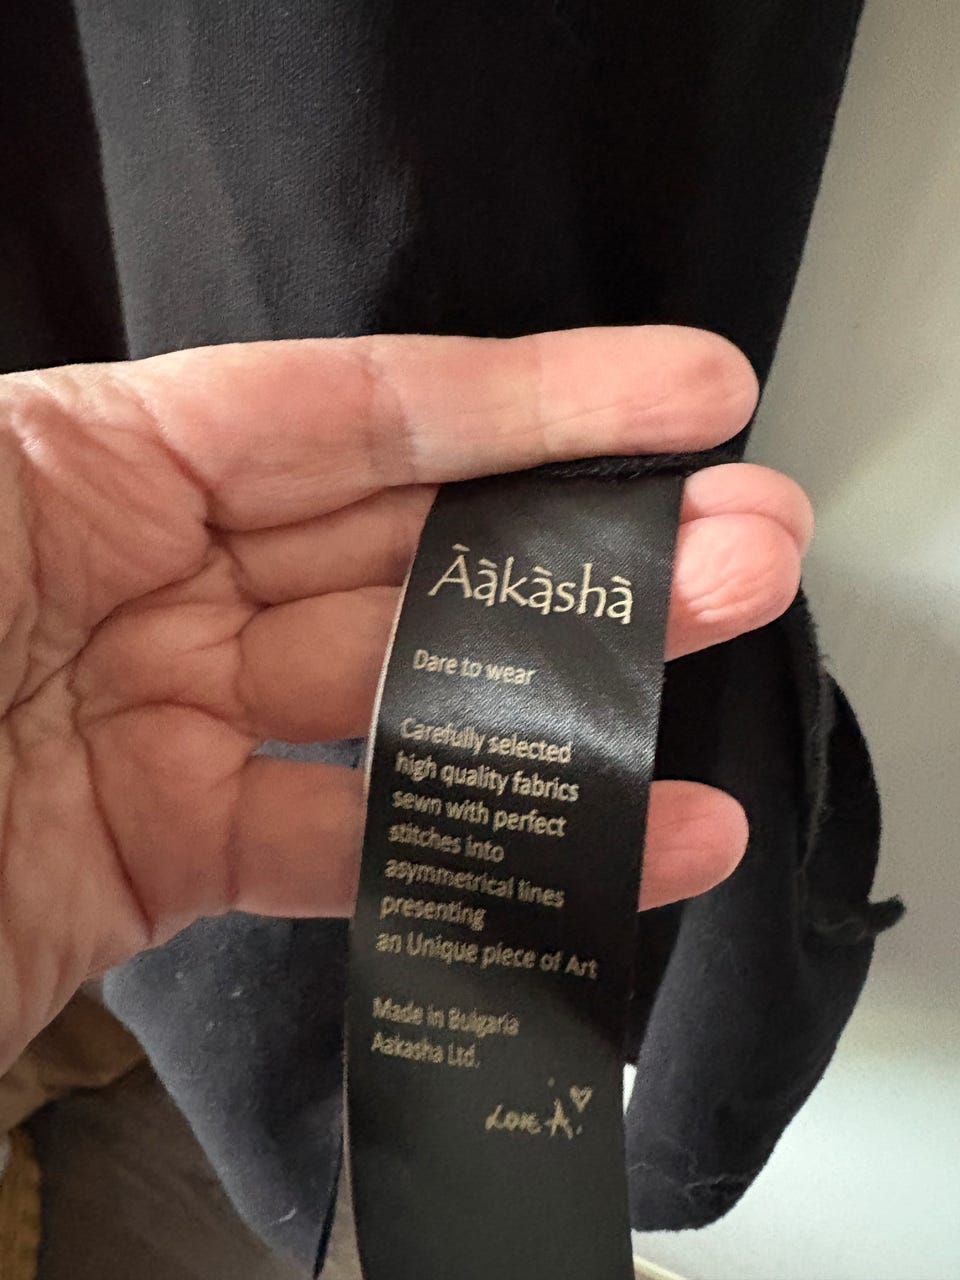 Ààkàshà
Dare to wear
Carefully selected
high quality fabrics
sewn with perfect
stitches into
asymmetrical lines
presenting
an Unique piece of Art
Made in Bulgaria
Aakasha Ltd.
Love À.♡